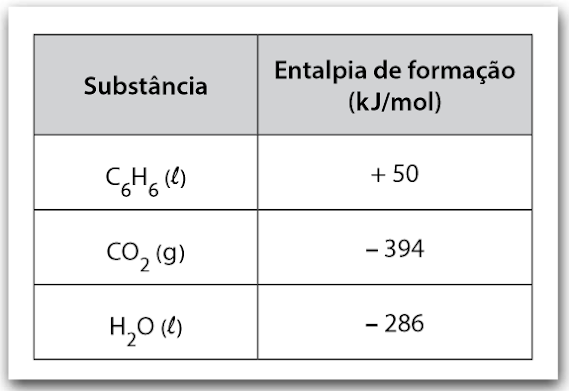 Substância
Entalpia de formação
(kJ/mol)
C₆H₆ (ℓ)
+ 50
CO₂ (g)
– 394
H₂O (ℓ)
– 286